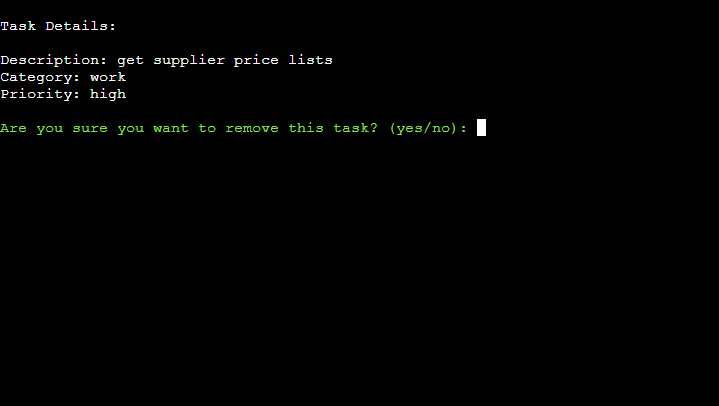 Task Details:
Description: get supplier price lists
Category: work
Priority: high
Are you sure you want to remove this task? (yes/no):